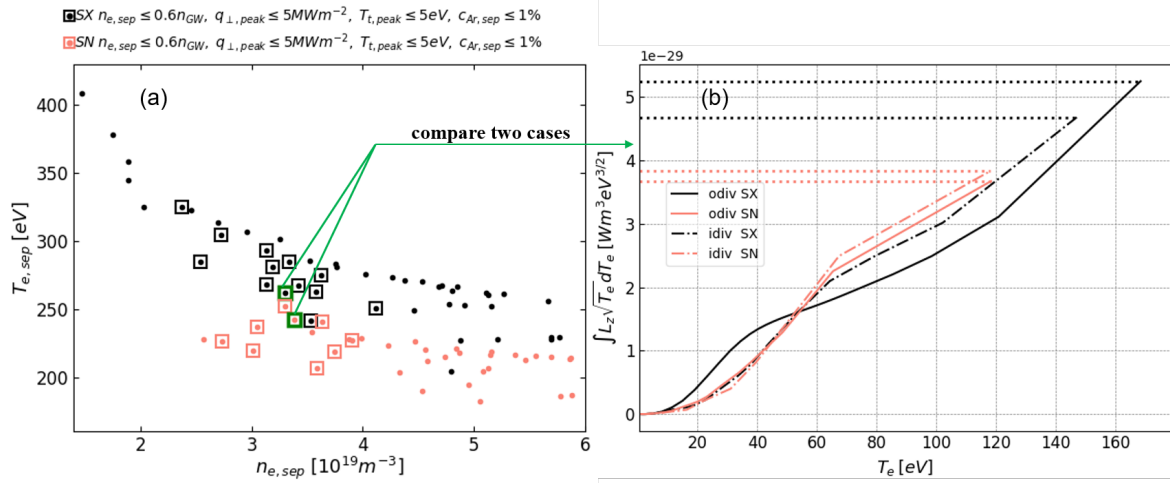 SX n_{e,sep} ≤ 0.6n_{GW}, q_{⊥,peak} ≤ 5MWm^{−2}, T_{t,peak} ≤ 5eV, c_{Ar,sep} ≤ 1%
SN n_{e,sep} ≤ 0.6n_{GW}, q_{⊥,peak} ≤ 5MWm^{−2}, T_{t,peak} ≤ 5eV, c_{Ar,sep} ≤ 1%
(a)
compare two cases
400
350
300
250
200
T_{e,sep} [eV]
2 3 4 5 6
n_{e,sep} [10^{19}m^{−3}]
1e−29
(b)
5
4
3
2
1
0
∫L_z√T_e dT_e [Wm^3eV^{3/2}]
odiv SX
odiv SN
idiv SX
idiv SN
20 40 60 80 100 120 140 160
T_e [eV]